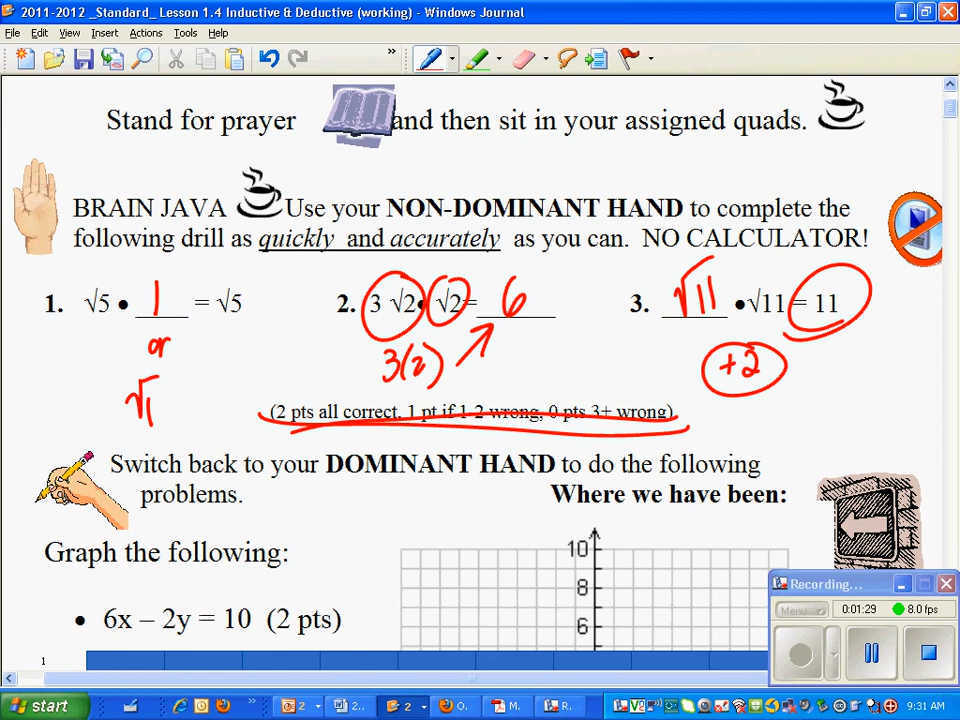 2011-2012 _Standard_ Lesson 1.4 Inductive & Deductive (working) - Windows Journal
File Edit View Insert Actions Tools Help
Stand for prayer and then sit in your assigned quads.
BRAIN JAVA Use your NON-DOMINANT HAND to complete the
following drill as quickly and accurately as you can. NO CALCULATOR!
1. √5 • 1 = √5 2. 3 √2• √2= 6 3. √11 •√11 = 11
or 3(2) +2
√1
(2 pts all correct, 1 pt if 1-2 wrong, 0 pts 3+ wrong)
Switch back to your DOMINANT HAND to do the following
problems. Where we have been:
Graph the following:
10
8
• 6x – 2y = 10 (2 pts) 6
Recording...
Menu 0:01:29 8.0 fps
1
start 2 2.. 2 O. M. R. 9:31 AM